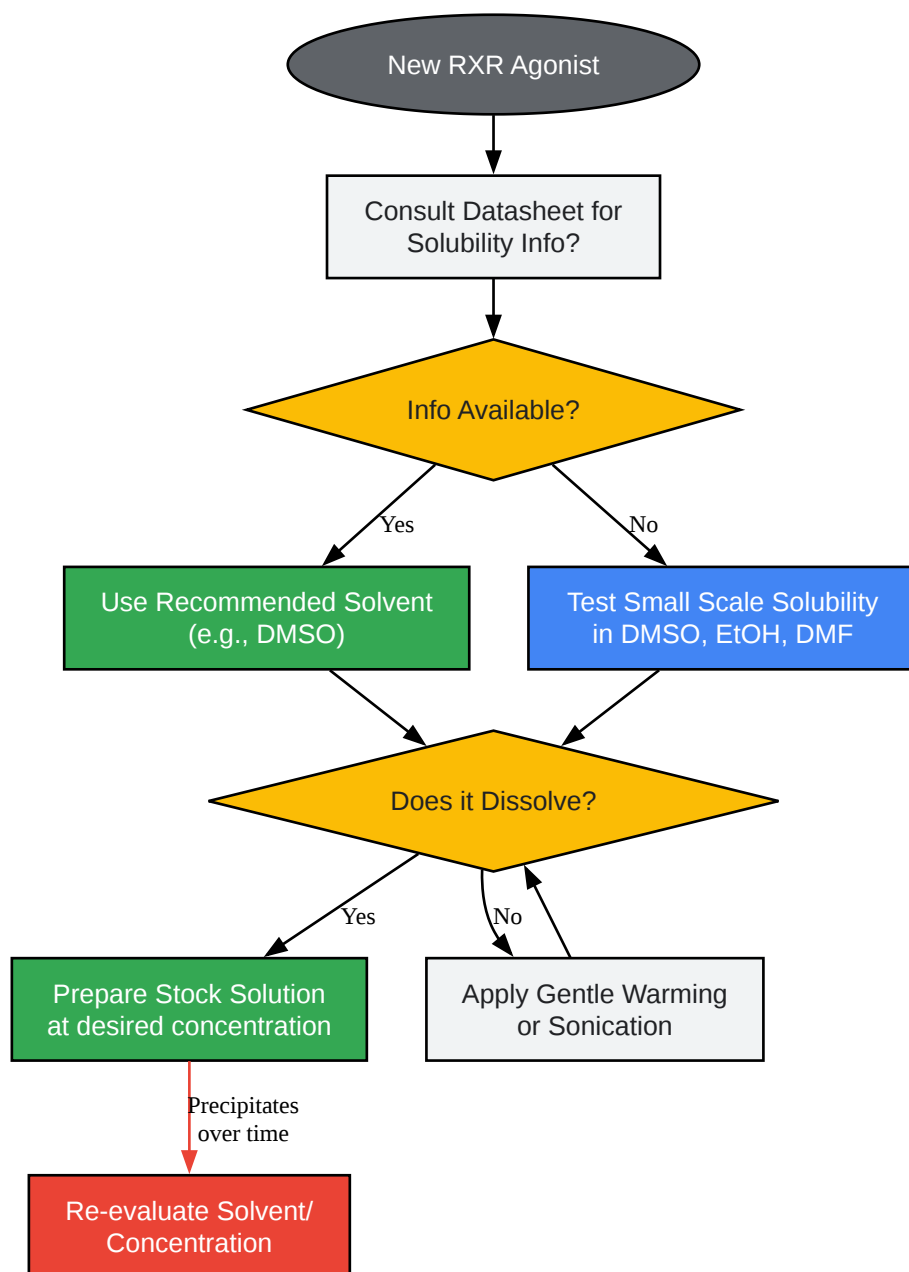 New RXR Agonist
Consult Datasheet for
Solubility Info?
Info Available?
Yes
No
Use Recommended Solvent
(e.g., DMSO)
Test Small Scale Solubility
in DMSO, EtOH, DMF
Does it Dissolve?
Yes
No
Prepare Stock Solution
at desired concentration
Apply Gentle Warming
or Sonication
Precipitates
over time
Re-evaluate Solvent/
Concentration